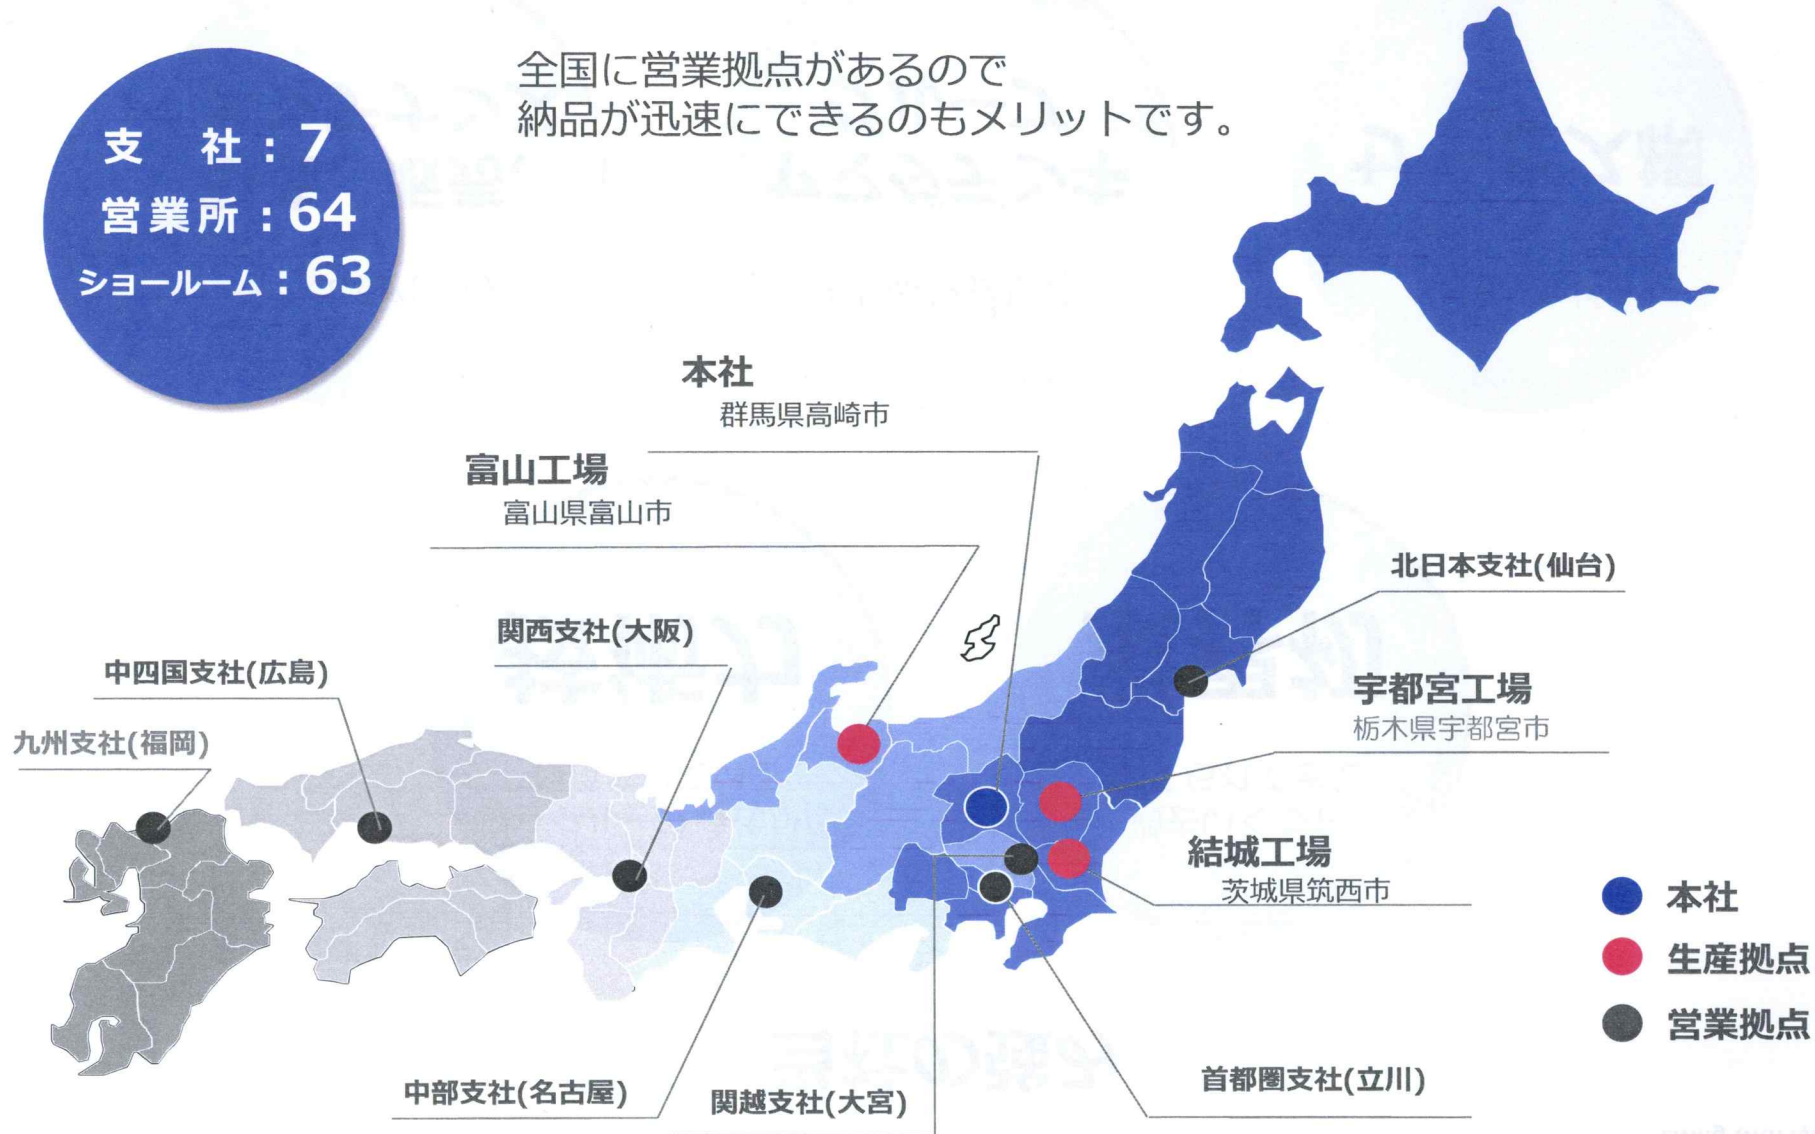 全国に営業拠点があるので
納品が迅速にできるのもメリットです。
支　社：7
営業所：64
ショールーム：63
本社
群馬県高崎市
富山工場
富山県富山市
北日本支社(仙台)
関西支社(大阪)
中四国支社(広島)
宇都宮工場
栃木県宇都宮市
九州支社(福岡)
結城工場
茨城県筑西市
本社
生産拠点
営業拠点
首都圏支社(立川)
中部支社(名古屋)
関越支社(大宮)